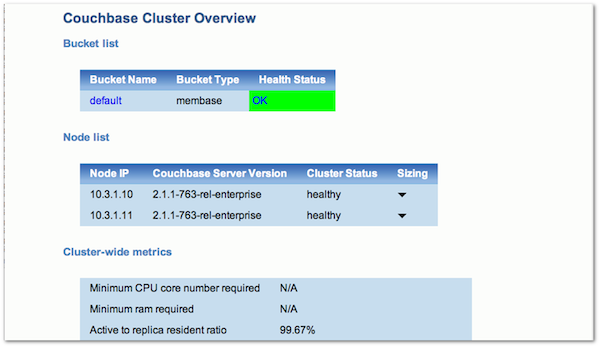 Couchbase Cluster Overview
Bucket list
Bucket Name Bucket Type Health Status
default membase OK
Node list
Node IP Couchbase Server Version Cluster Status Sizing
10.3.1.10 2.1.1-763-rel-enterprise healthy
10.3.1.11 2.1.1-763-rel-enterprise healthy
Cluster-wide metrics
Minimum CPU core number required N/A
Minimum ram required N/A
Active to replica resident ratio 99.67%